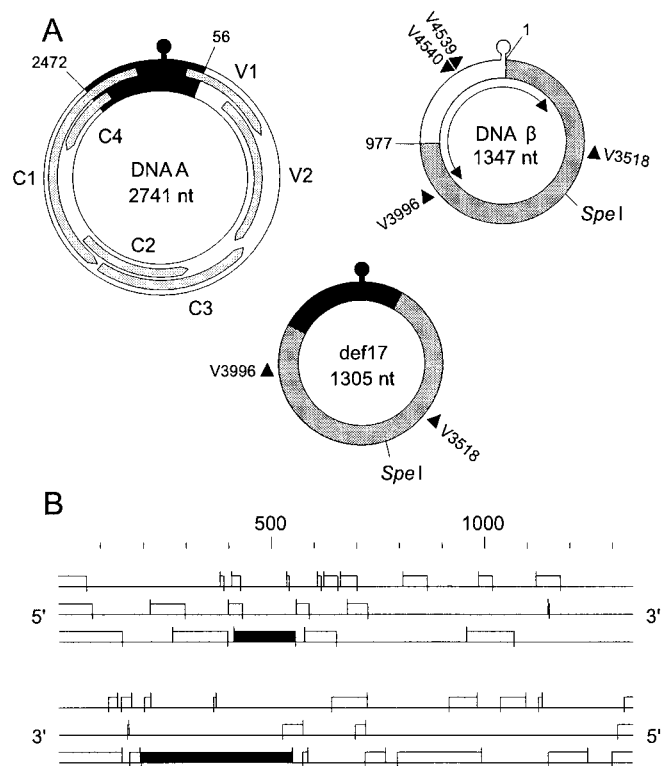 A
2472
56
V1
C4
C1
DNA A
2741 nt
V2
C2
C3
V4539
V4540
1
977
DNA β
1347 nt
V3518
V3996
SpeI
def17
1305 nt
V3996
V3518
SpeI
B
500
1000
5'
3'
3'
5'